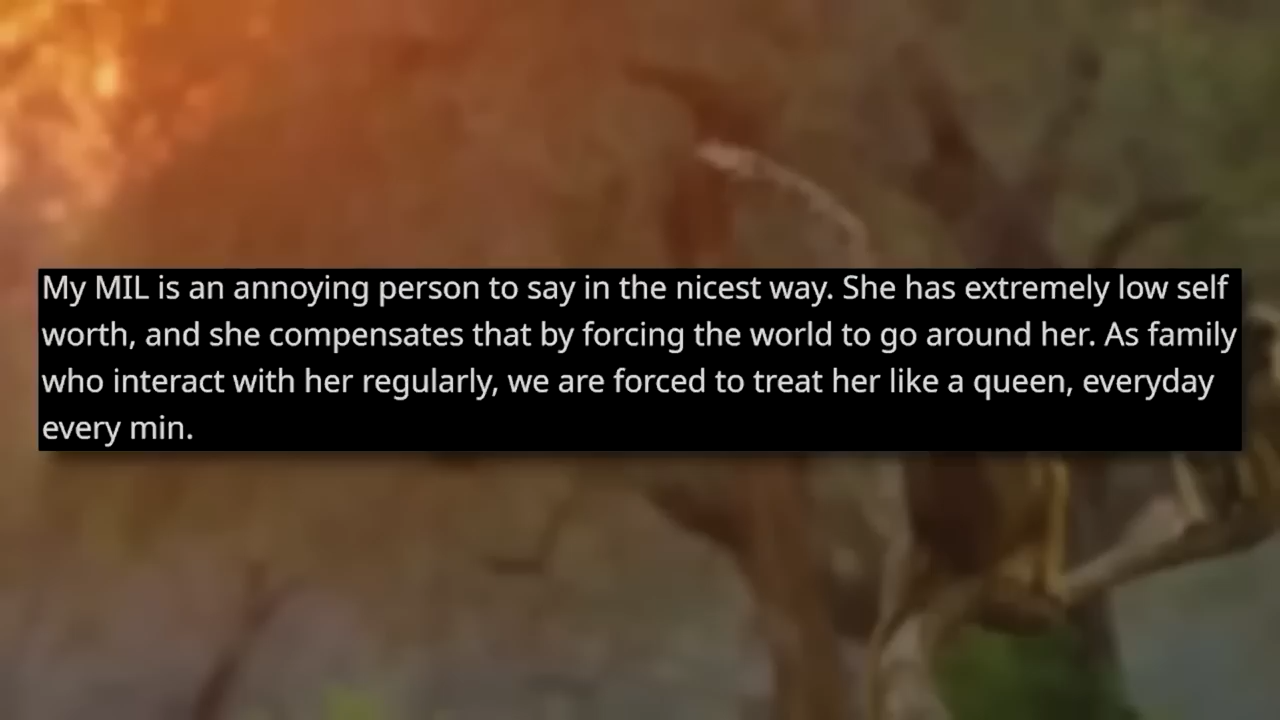 My MIL is an annoying person to say in the nicest way. She has extremely low self
worth, and she compensates that by forcing the world to go around her. As family
who interact with her regularly, we are forced to treat her like a queen, everyday
every min.